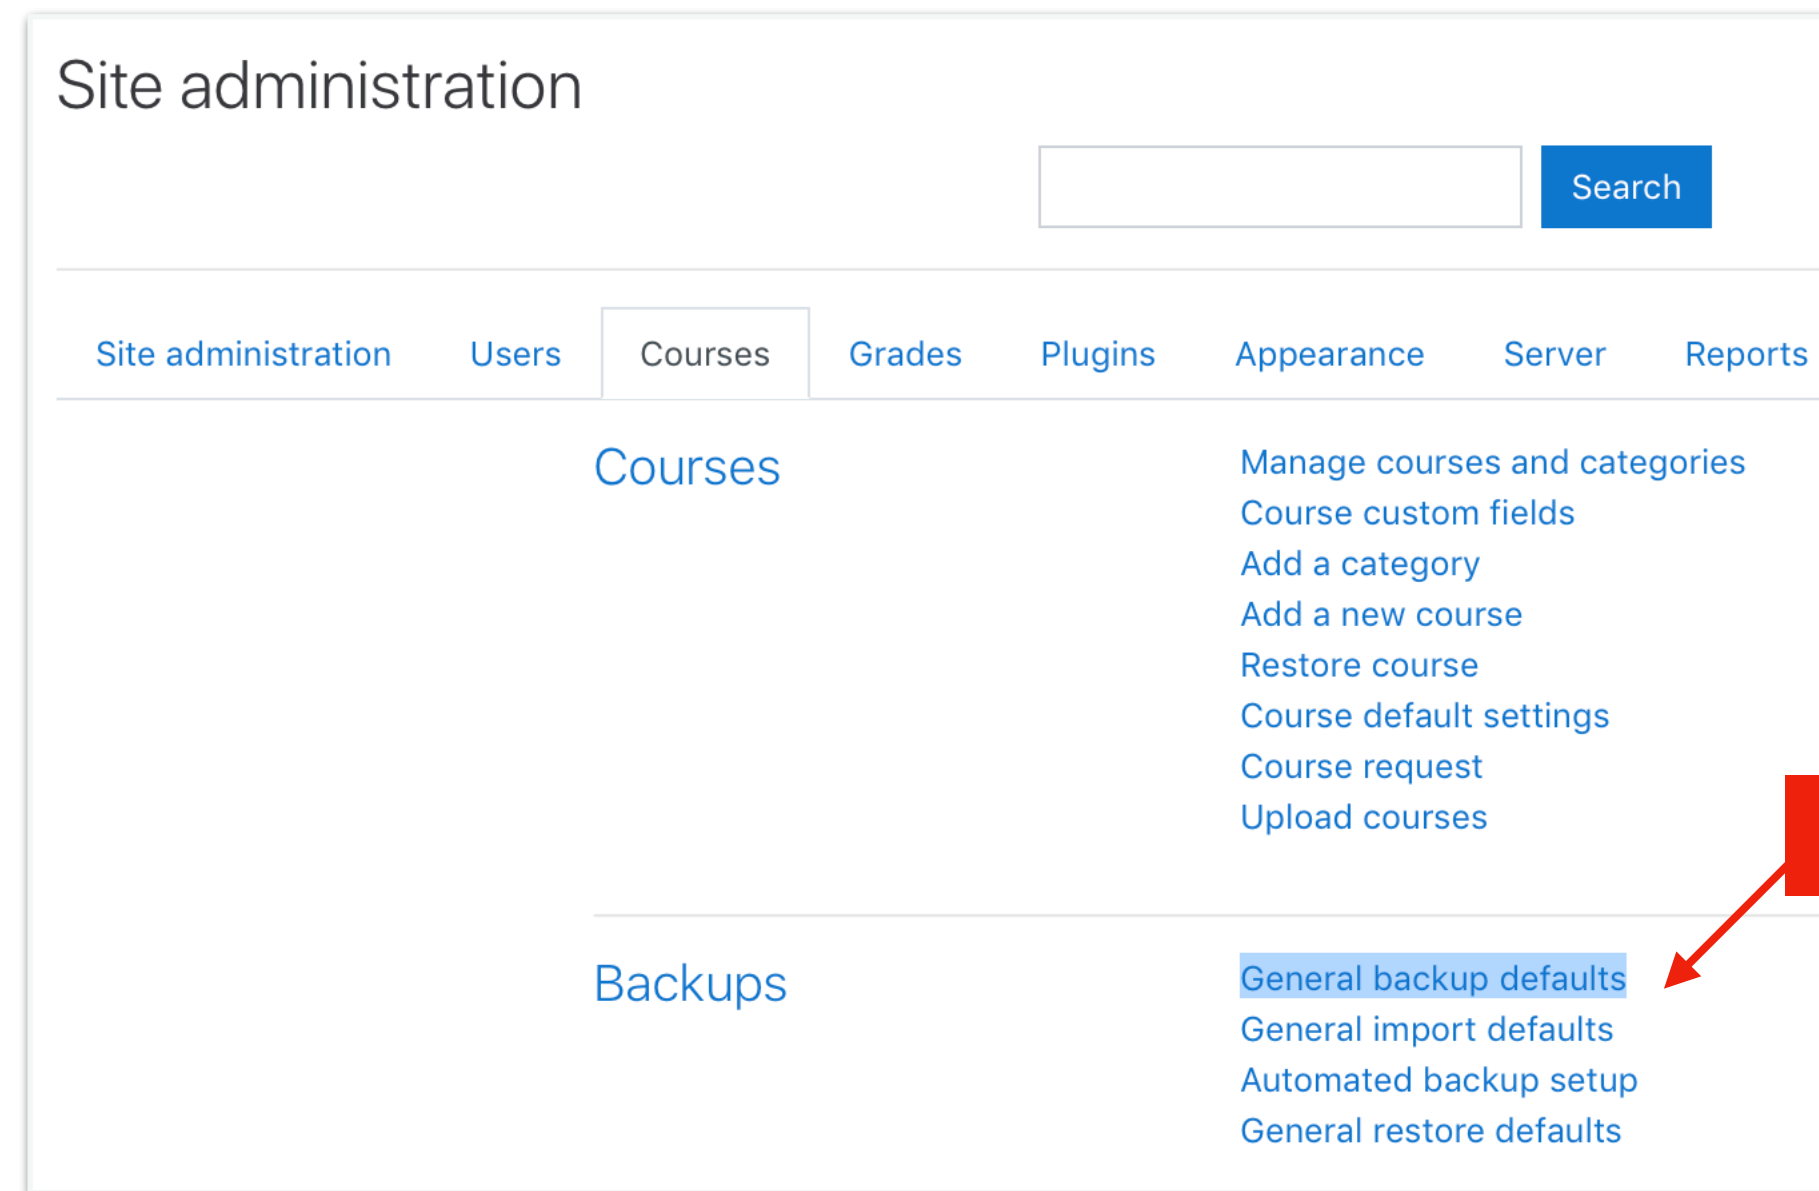 Site administration
Search
Site administration Users Courses Grades Plugins Appearance Server Reports
Courses
Manage courses and categories
Course custom fields
Add a category
Add a new course
Restore course
Course default settings
Course request
Upload courses
Backups
General backup defaults
General import defaults
Automated backup setup
General restore defaults